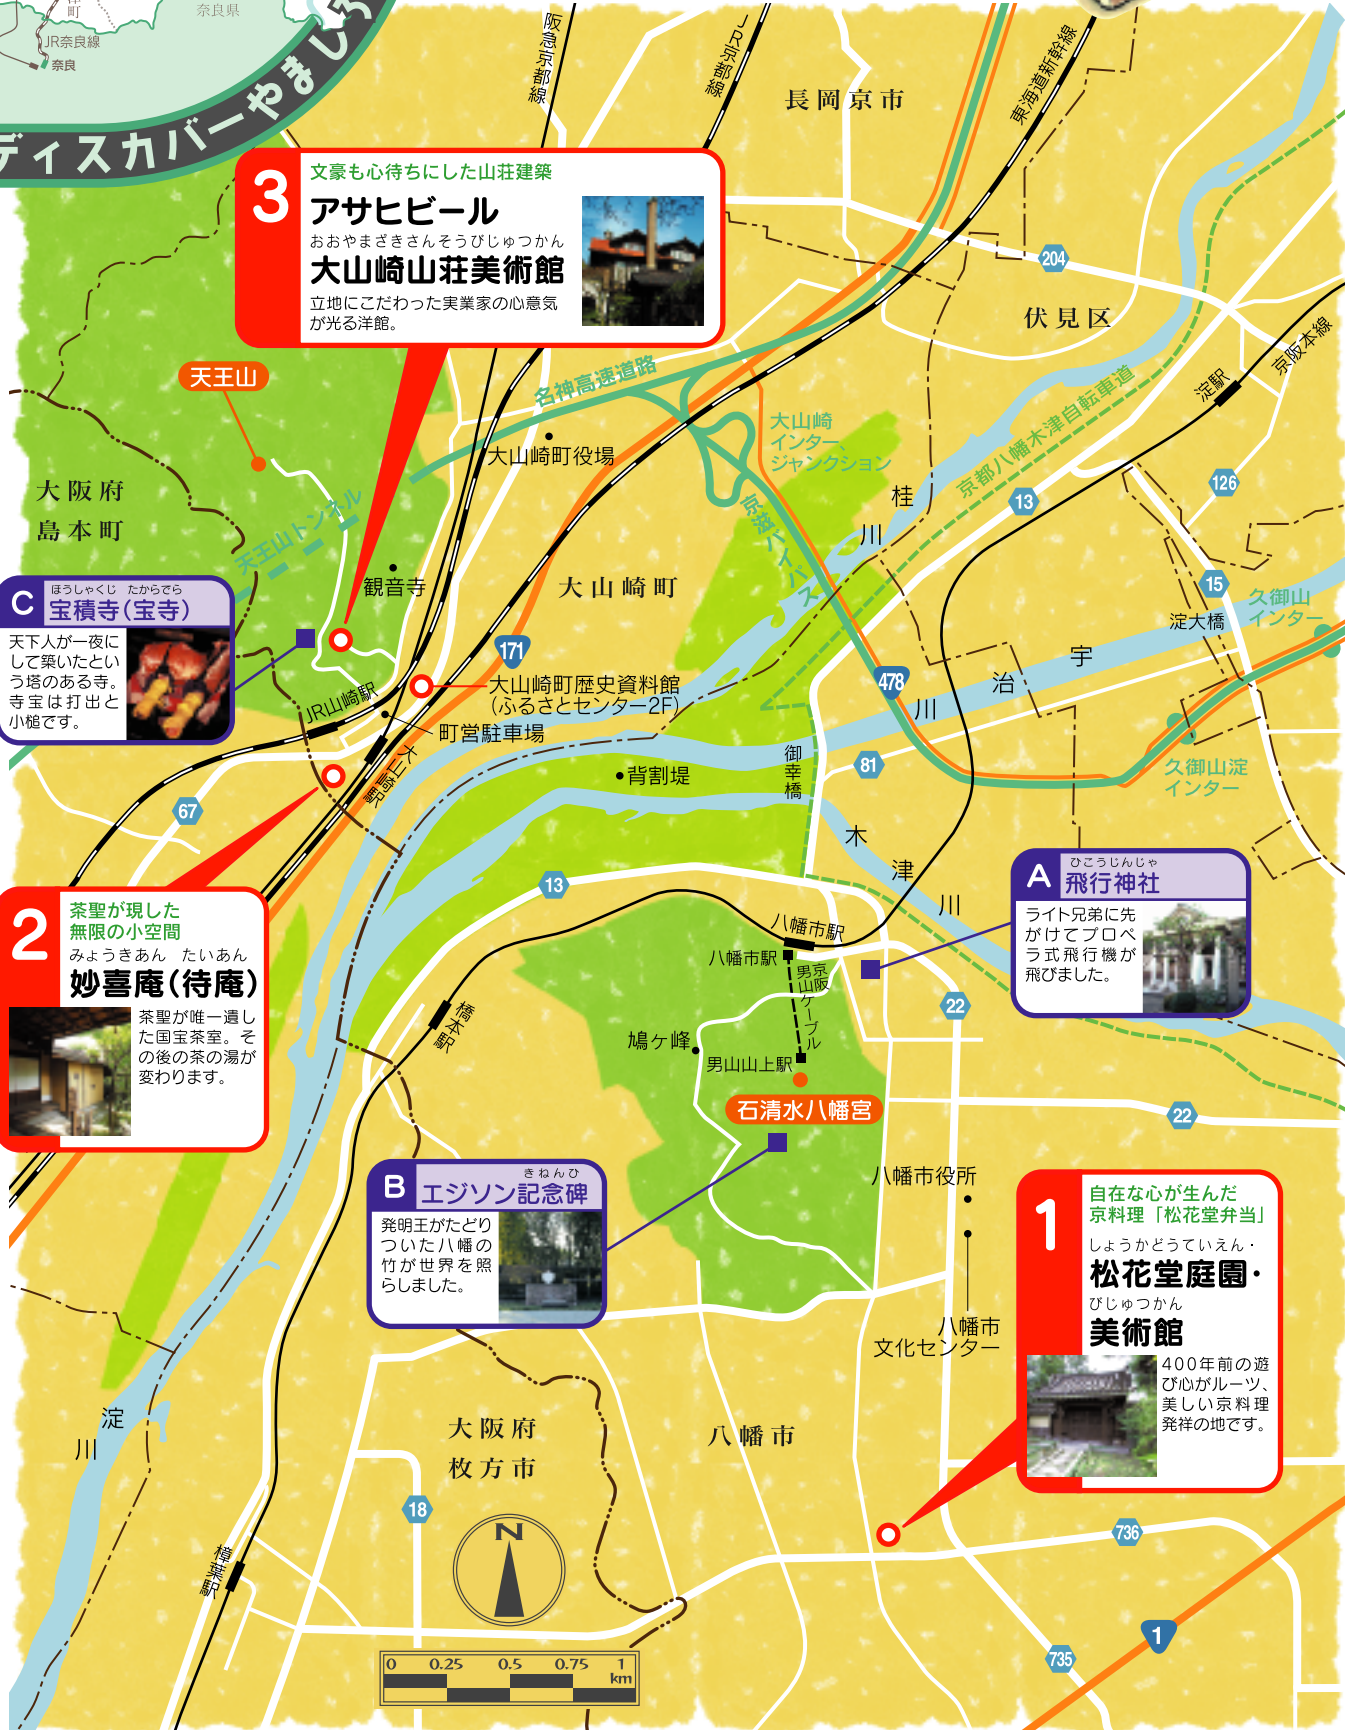 町
奈良県
JR奈良線
奈良
ディスカバーやましろ
阪急京都線
JR京都線
東海道新幹線
長岡京市
3
文豪も心待ちにした山荘建築
アサヒビール
おおやまざきさんそうびじゅつかん
大山崎山荘美術館
立地にこだわった実業家の心意気
が光る洋館。
204
伏見区
京阪本線
淀駅
天王山
名神高速道路
大山崎町役場
大山崎
インター、
ジャンクション
京都八幡木津自転車道
126
13
大阪府
島本町
天王山トンネル
桂川
京滋バイパス
観音寺
大山崎町
15
久御山
インター
淀大橋
C
ほうしゃくじ たからでら
宝積寺(宝寺)
天下人が一夜に
して築いたとい
う塔のある寺。
寺宝は打出と
小槌です。
171
宇治川
478
大山崎町歴史資料館
(ふるさとセンター2F)
JR山崎駅
町営駐車場
大山崎駅
御幸橋
81
背割堤
久御山淀
インター
67
木津川
13
A
ひこうじんじゃ
飛行神社
ライト兄弟に先
がけてプロペ
ラ式飛行機が
飛びました。
2
茶聖が現した
無限の小空間
みょうきあん たいあん
妙喜庵(待庵)
茶聖が唯一遺し
た国宝茶室。そ
の後の茶の湯が
変わります。
八幡市駅
八幡市駅
京阪
男山ケーブル
22
橋本駅
鳩ヶ峰
男山山上駅
石清水八幡宮
22
B
きねんひ
エジソン記念碑
発明王がたどり
ついた八幡の
竹が世界を照
らしました。
八幡市役所
八幡市
文化センター
1
自在な心が生んだ
京料理「松花堂弁当」
しょうかどうていえん・
松花堂庭園・
びじゅつかん
美術館
400年前の遊
び心がルーツ、
美しい京料理
発祥の地です。
淀川
大阪府
枚方市
八幡市
18
N
736
樟葉駅
1
735
0 0.25 0.5 0.75 1
km